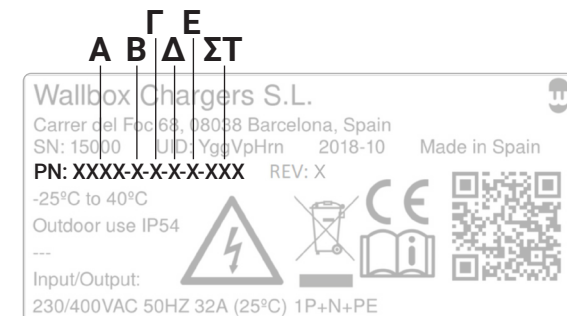 Γ Ε
Α Β Δ ΣΤ
Wallbox Chargers S.L.
Carrer del Foc 68, 08038 Barcelona, Spain
SN: 15000 UID: YggVpHrn 2018-10 Made in Spain
PN: XXXX-X-X-X-X-XXX REV: X
-25ºC to 40ºC
Outdoor use IP54
---
Input/Output:
230/400VAC 50HZ 32A (25ºC) 1P+N+PE